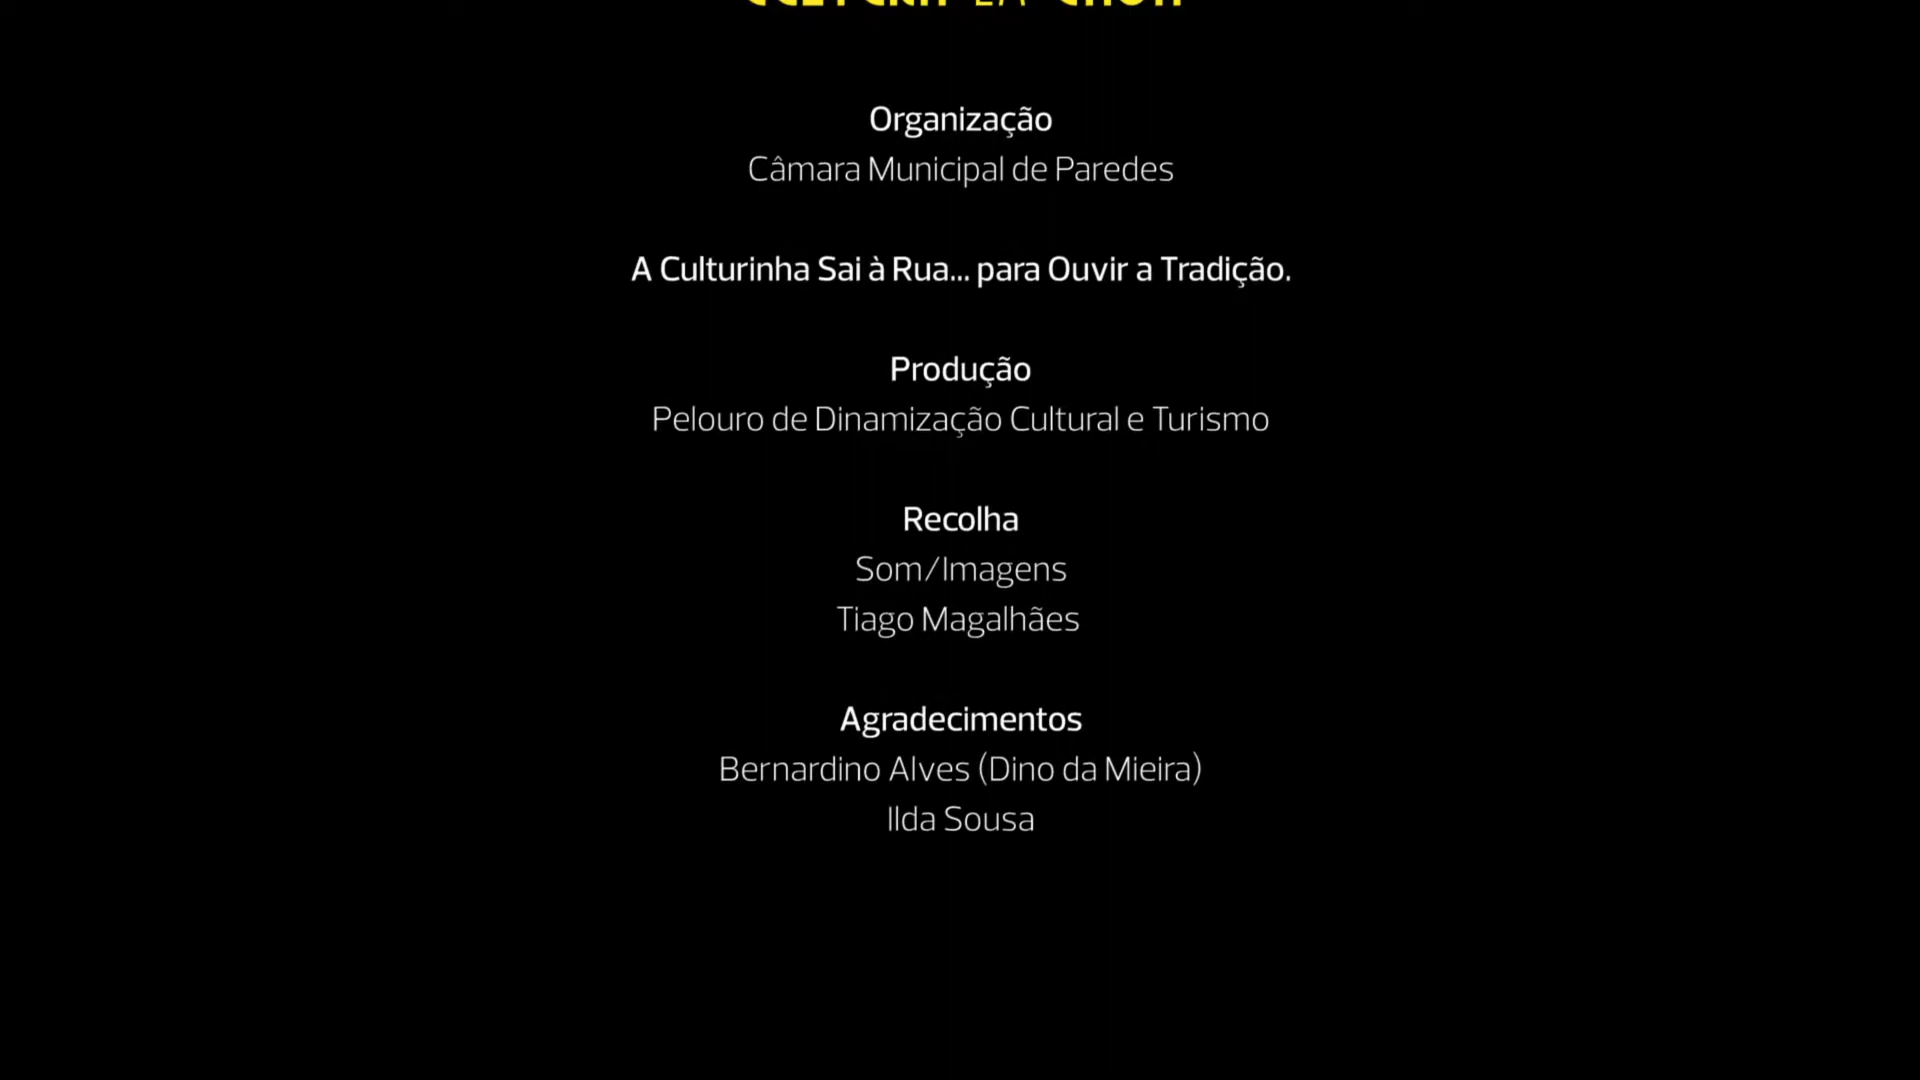 Organização
Câmara Municipal de Paredes
A Culturinha Sai à Rua... para Ouvir a Tradição.
Produção
Pelouro de Dinamização Cultural e Turismo
Recolha
Som/Imagens
Tiago Magalhães
Agradecimentos
Bernardino Alves (Dino da Mieira)
Ilda Sousa